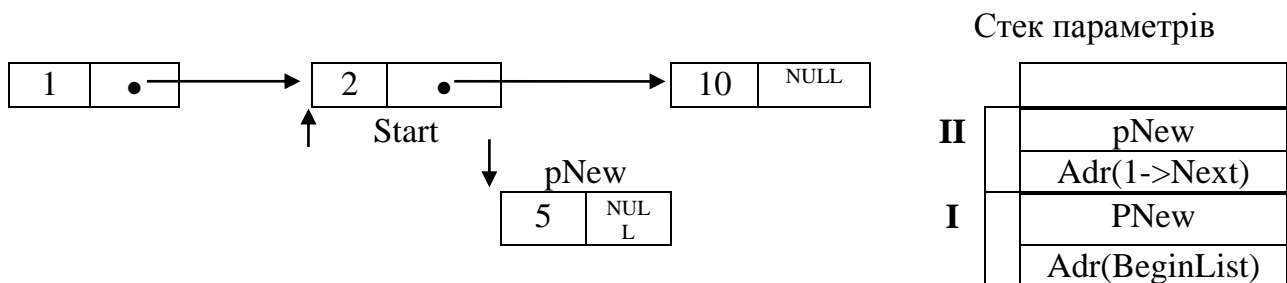 Стек параметрів
1 2 10 NULL
Start
II pNew
pNew Adr(1->Next)
5 NUL
L
I PNew
Adr(BeginList)